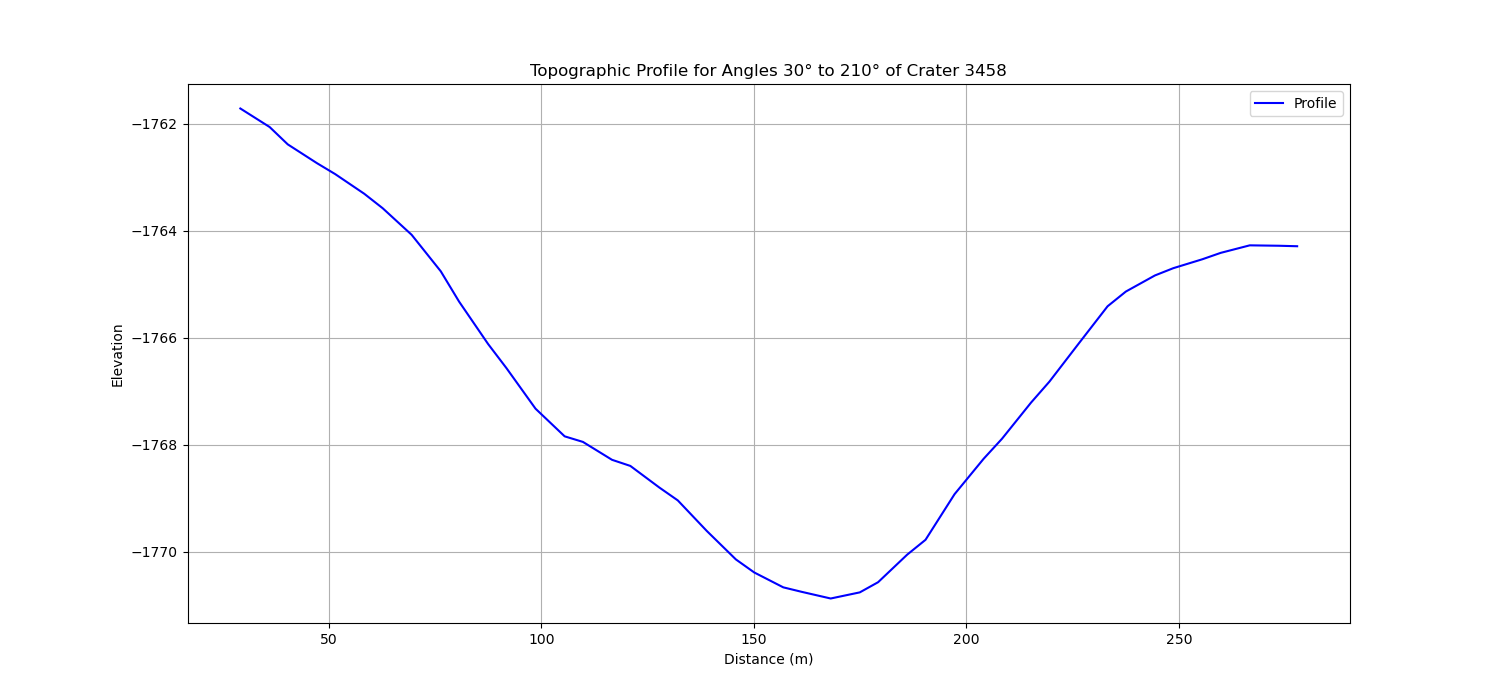 Topographic Profile for Angles 30° to 210° of Crater 3458
Profile
−1762
−1764
−1766
−1768
−1770
Elevation
50
100
150
200
250
Distance (m)